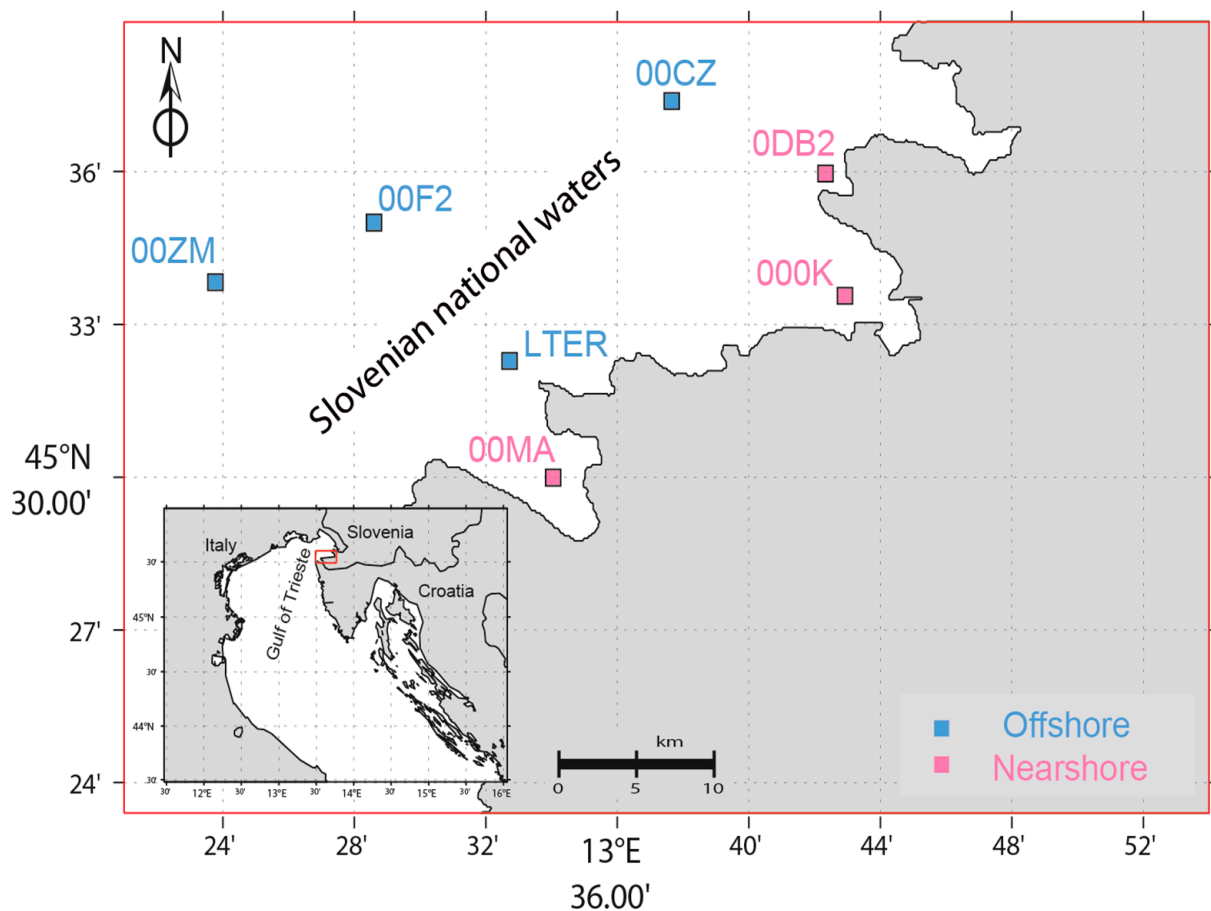 N
00CZ
0DB2
36'
00F2
00ZM
Slovenian national waters
000K
33'
LTER
00MA
45°N
30.00'
Italy
Slovenia
30'
Gulf of Trieste
Croatia
45°N
30'
44°N
30'
30' 12°E 30' 13°E 30' 14°E 30' 15°E 30' 16°E
27'
24'
km
0 5 10
Offshore
Nearshore
24' 28' 32' 13°E 40' 44' 48' 52'
36.00'